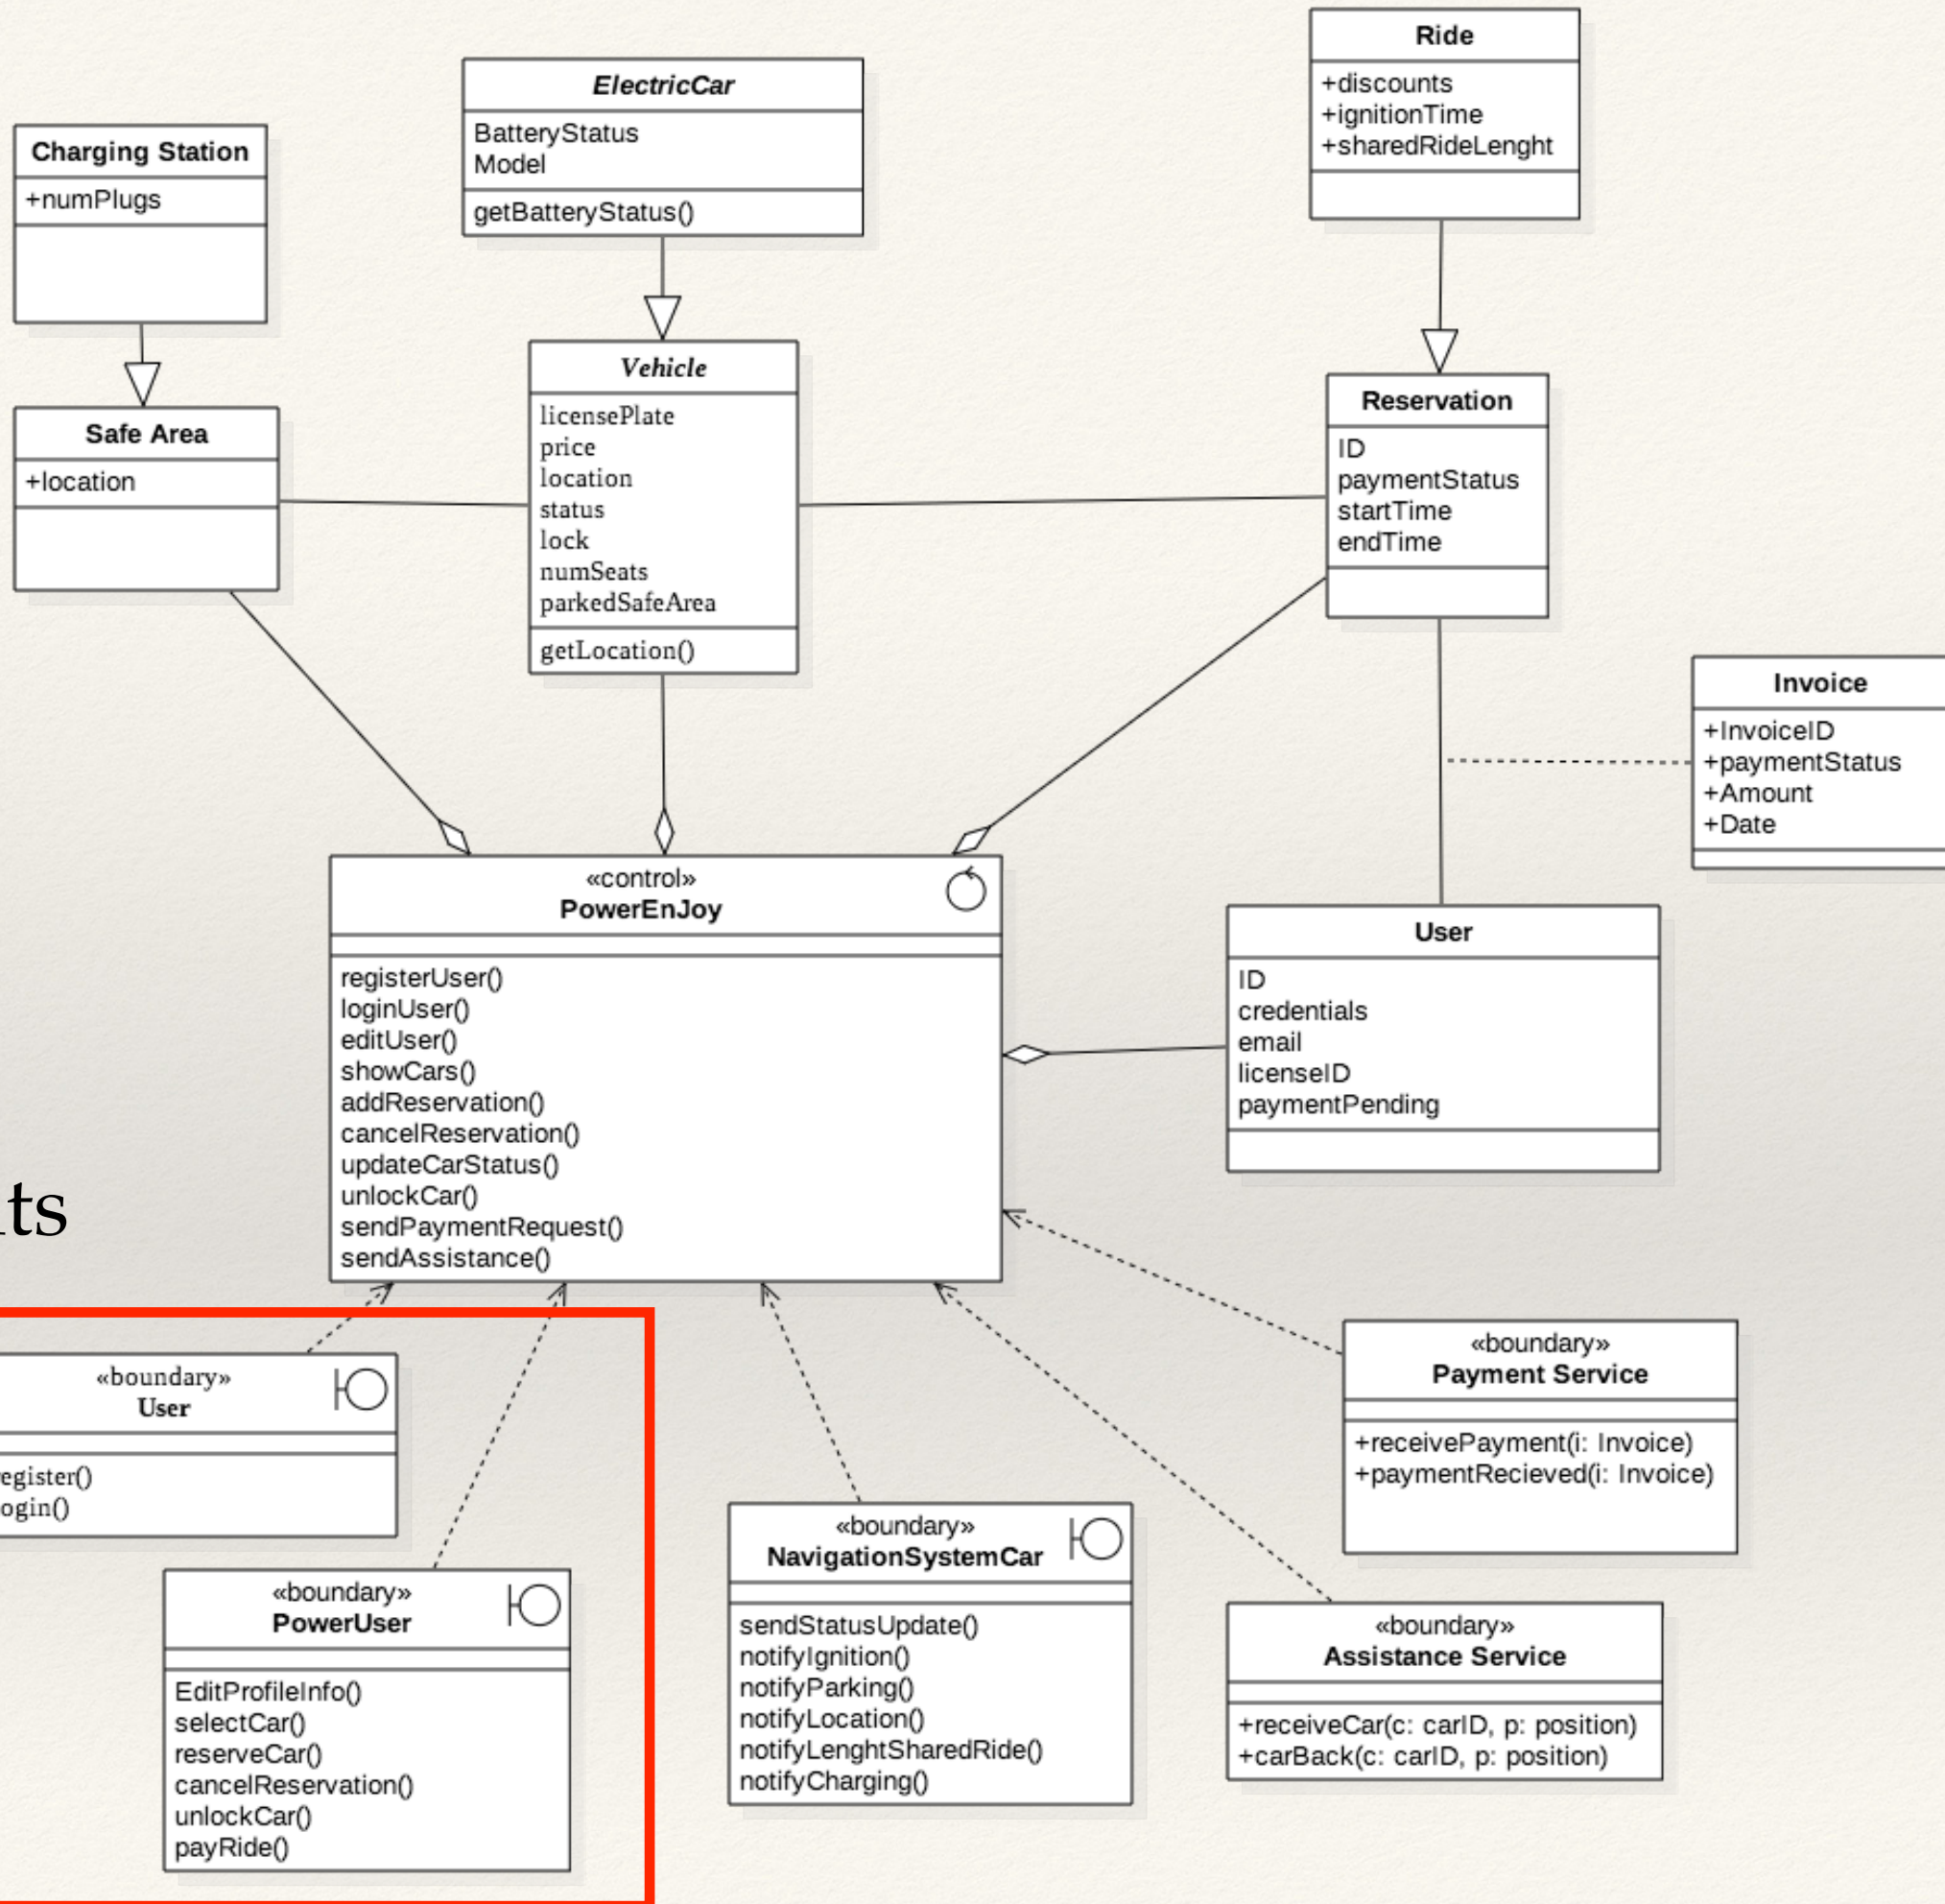 Ride
+discounts
+ignitionTime
+sharedRideLenght
ElectricCar
BatteryStatus
Model
getBatteryStatus()
Charging Station
+numPlugs
Vehicle
licensePlate
price
location
status
lock
numSeats
parkedSafeArea
getLocation()
Safe Area
+location
Reservation
ID
paymentStatus
startTime
endTime
Invoice
+InvoiceID
+paymentStatus
+Amount
+Date
«control»
PowerEnJoy
registerUser()
loginUser()
editUser()
showCars()
addReservation()
cancelReservation()
updateCarStatus()
unlockCar()
sendPaymentRequest()
sendAssistance()
User
ID
credentials
email
licenseID
paymentPending
ts
«boundary»
User
egister()
ogin()
«boundary»
PowerUser
EditProfileInfo()
selectCar()
reserveCar()
cancelReservation()
unlockCar()
payRide()
«boundary»
NavigationSystemCar
sendStatusUpdate()
notifyIgnition()
notifyParking()
notifyLocation()
notifyLenghtSharedRide()
notifyCharging()
«boundary»
Payment Service
+receivePayment(i: Invoice)
+paymentRecieved(i: Invoice)
«boundary»
Assistance Service
+receiveCar(c: carID, p: position)
+carBack(c: carID, p: position)